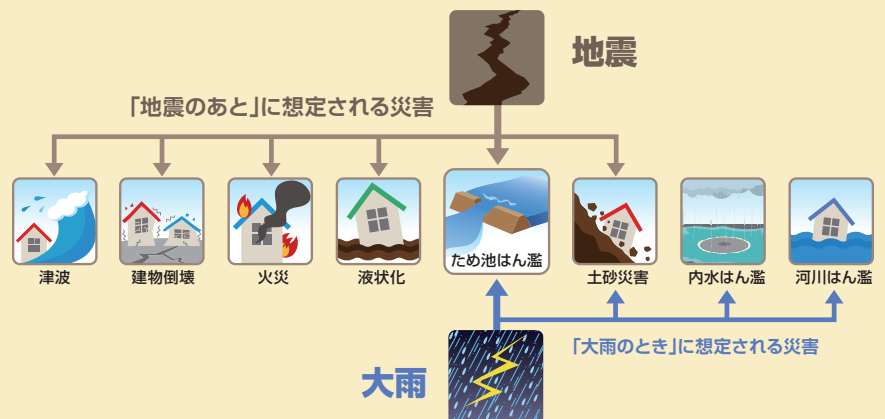 地震
「地震のあと」に想定される災害
津波
建物倒壊
火災
液状化
ため池はん濫
土砂災害
内水はん濫
河川はん濫
「大雨のとき」に想定される災害
大雨